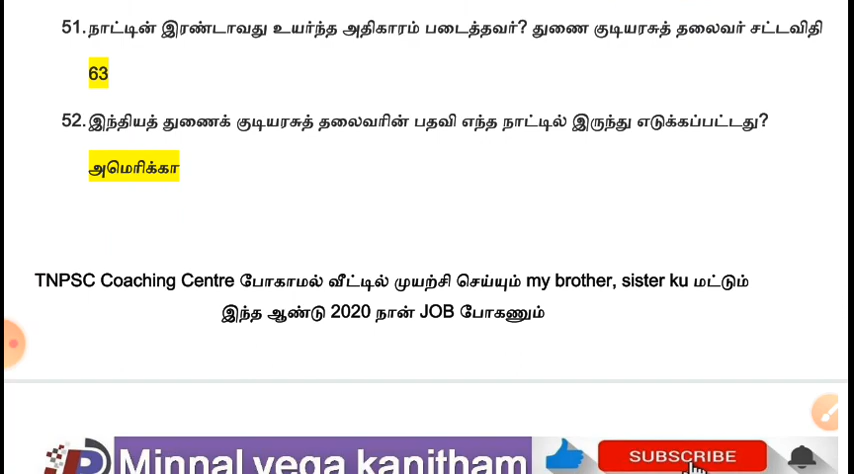 51. நாட்டின் இரண்டாவது உயர்ந்த அதிகாரம் படைத்தவர்? துணை குடியரசுத் தலைவர் சட்டவிதி
63
52. இந்தியத் துணைக் குடியரசுத் தலைவரின் பதவி எந்த நாட்டில் இருந்து எடுக்கப்பட்டது?
அமெரிக்கா
TNPSC Coaching Centre போகாமல் வீட்டில் முயற்சி செய்யும் my brother, sister ku மட்டும்
இந்த ஆண்டு 2020 நான் JOB போகணும்
Minnal vega kanitham
SUBSCRIBE